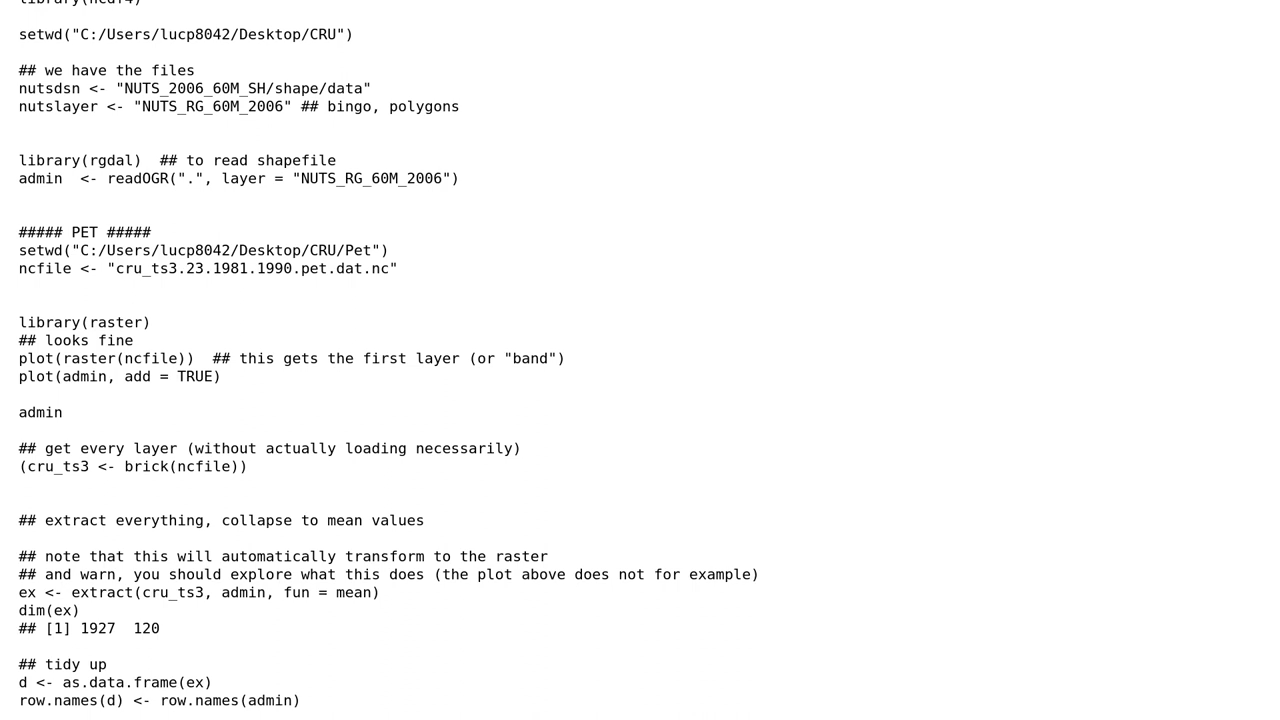 library(ncdf4)
setwd("C:/Users/lucp8042/Desktop/CRU")
## we have the files
nutsdsn <- "NUTS_2006_60M_SH/shape/data"
nutslayer <- "NUTS_RG_60M_2006" ## bingo, polygons
library(rgdal)  ## to read shapefile
admin  <- readOGR(".", layer = "NUTS_RG_60M_2006")
##### PET #####
setwd("C:/Users/lucp8042/Desktop/CRU/Pet")
ncfile <- "cru_ts3.23.1981.1990.pet.dat.nc"
library(raster)
## looks fine
plot(raster(ncfile))  ## this gets the first layer (or "band")
plot(admin, add = TRUE)
admin
## get every layer (without actually loading necessarily)
(cru_ts3 <- brick(ncfile))
## extract everything, collapse to mean values
## note that this will automatically transform to the raster
## and warn, you should explore what this does (the plot above does not for example)
ex <- extract(cru_ts3, admin, fun = mean)
dim(ex)
## [1] 1927  120
## tidy up
d <- as.data.frame(ex)
row.names(d) <- row.names(admin)